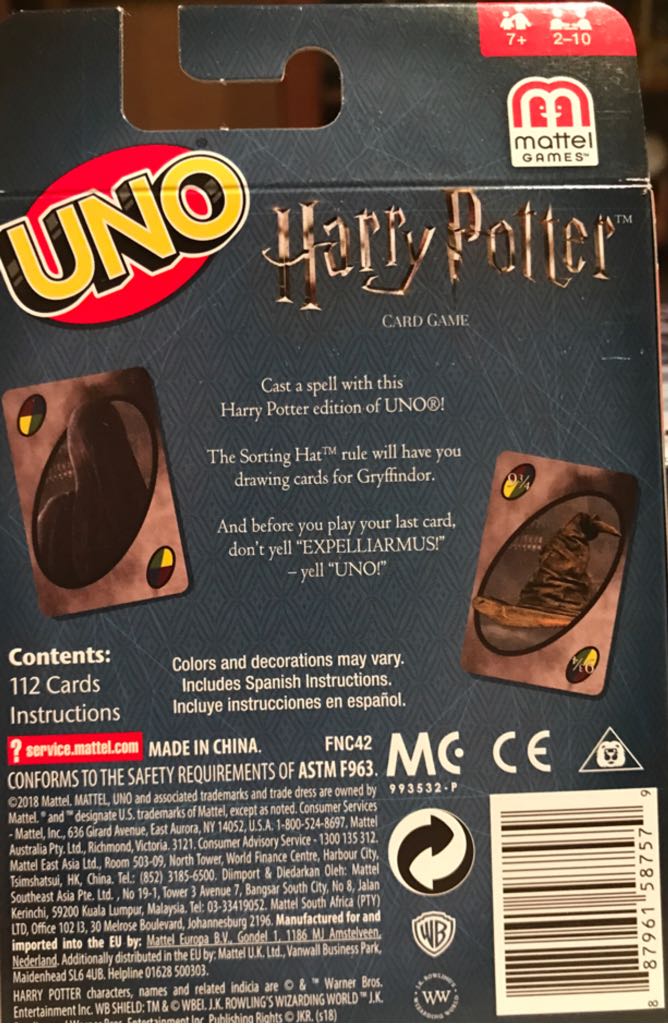 7+ 2-10
mattel
GAMES™
UNO®
Harry Potter™
CARD GAME
Cast a spell with this
Harry Potter edition of UNO®!
The Sorting Hat™ rule will have you
drawing cards for Gryffindor.
And before you play your last card,
don't yell "EXPELLIARMUS!"
– yell "UNO!"
9¾
9¾
Contents:
112 Cards
Instructions
Colors and decorations may vary.
Includes Spanish Instructions.
Incluye instrucciones en español.
? service.mattel.com MADE IN CHINA. FNC42
CONFORMS TO THE SAFETY REQUIREMENTS OF ASTM F963.
MC
993532-P
CE
©2018 Mattel. MATTEL, UNO and associated trademarks and trade dress are owned by
Mattel. ® and ™ designate U.S. trademarks of Mattel, except as noted. Consumer Services
- Mattel, Inc., 636 Girard Avenue, East Aurora, NY 14052, U.S.A. 1-800-524-8697. Mattel
Australia Pty. Ltd., Richmond, Victoria. 3121. Consumer Advisory Service - 1300 135 312.
Mattel East Asia Ltd., Room 503-09, North Tower, World Finance Centre, Harbour City,
Tsimshatsui, HK, China. Tel.: (852) 3185-6500. Diimport & Diedarkan Oleh: Mattel
Southeast Asia Pte. Ltd. , No 19-1, Tower 3 Avenue 7, Bangsar South City, No 8, Jalan
Kerinchi, 59200 Kuala Lumpur, Malaysia. Tel: 03-33419052. Mattel South Africa (PTY)
LTD, Office 102 I3, 30 Melrose Boulevard, Johannesburg 2196. Manufactured for and
imported into the EU by: Mattel Europa B.V., Gondel 1, 1186 MJ Amstelveen,
Nederland. Additionally distributed in the EU by: Mattel U.K. Ltd., Vanwall Business Park,
Maidenhead SL6 4UB. Helpline 01628 500303.
HARRY POTTER characters, names and related indicia are © & ™ Warner Bros.
Entertainment Inc. WB SHIELD: TM & © WBEI. J.K. ROWLING'S WIZARDING WORLD ™ J.K.
Warner Bros. Entertainment Inc. Publishing Rights © JKR. (s18)
WB
J.K. ROWLING'S
WW
WIZARDING WORLD
8 87961 58757 9